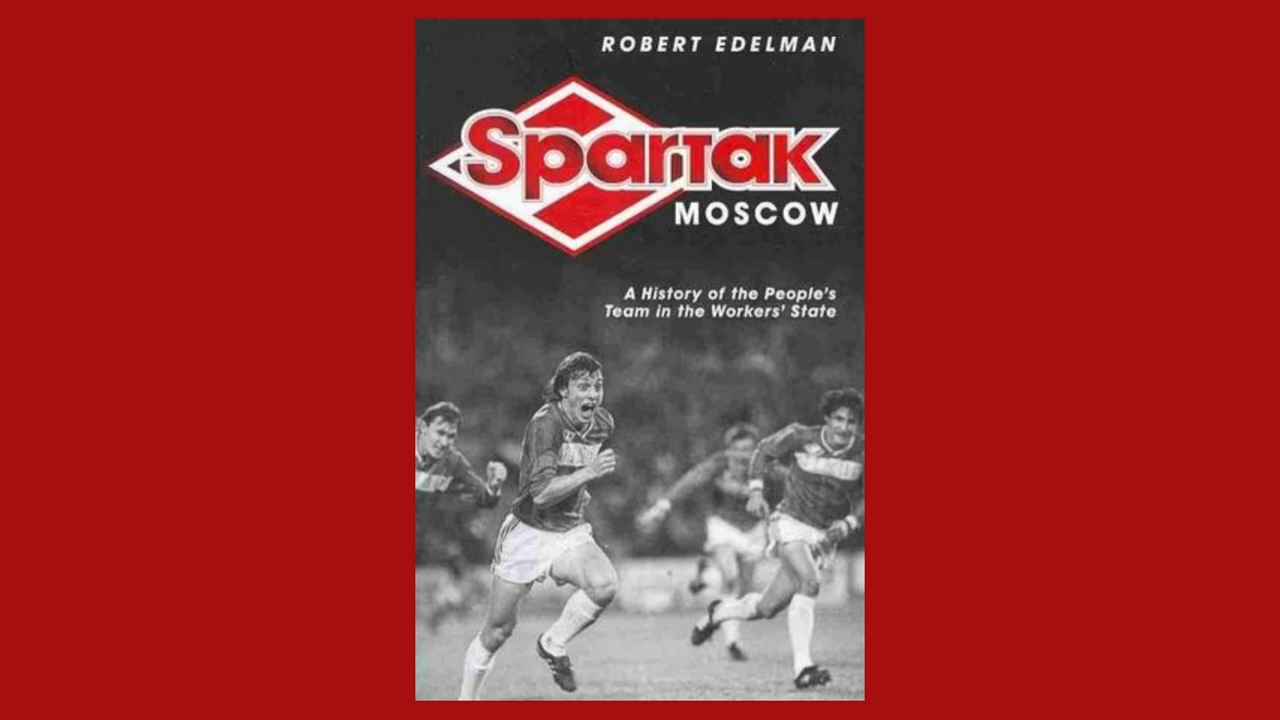 ROBERT EDELMAN
Spartak
MOSCOW
A History of the People's
Team in the Workers' State